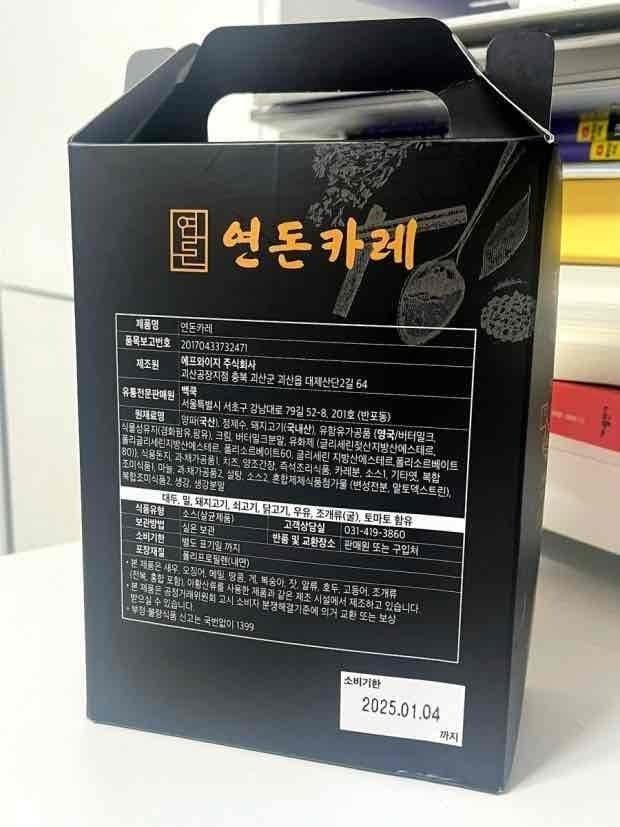 연돈 연돈카레
제품명 연돈카레
품목보고번호 20170433732471
제조원 에프와이지 주식회사
괴산공장지점 충북 괴산군 괴산읍 대제산단2길 64
유통전문판매원 백쿡
서울특별시 서초구 강남대로 79길 52-8, 201호 (반포동)
원재료명 양파(국산), 정제수, 돼지고기(국내산), 유함유가공품 (영국/버터밀크,
식물성유지(경화팜유,팜유), 크림, 버터밀크분말, 유화제 (글리세린젖산지방산에스테르,
폴리글리세린지방산에스테르, 폴리소르베이트60, 글리세린 지방산에스테르,폴리소르베이트
80)), 식용돈지, 과·채가공품1, 치즈, 양조간장, 즉석조리식품, 카레분, 소스1, 기타엿, 복합
조미식품1, 마늘, 과·채가공품2, 설탕, 소스2, 혼합제제식품첨가물 (변성전분, 말토덱스트린),
복합조미식품2, 생강, 생강분말
대두, 밀, 돼지고기, 쇠고기, 닭고기, 우유, 조개류(굴), 토마토 함유
식품유형 소스(살균제품) 고객상담실 031-419-3860
보관방법 실온 보관 반품 및 교환장소 판매원 또는 구입처
소비기한 별도 표기일 까지
포장재질 폴리프로필렌(내면)
• 본 제품은 새우, 오징어, 메밀, 땅콩, 게, 복숭아, 잣, 알류, 호두, 고등어, 조개류
(전복, 홍합 포함), 아황산류를 사용한 제품과 같은 제조 시설에서 제조하고 있습니다.
• 본 제품은 공정거래위원회 고시 소비자 분쟁해결기준에 의거 교환 또는 보상
받으실 수 있습니다.
• 부정·불량식품 신고는 국번없이 1399
소비기한
2025.01.04
까지